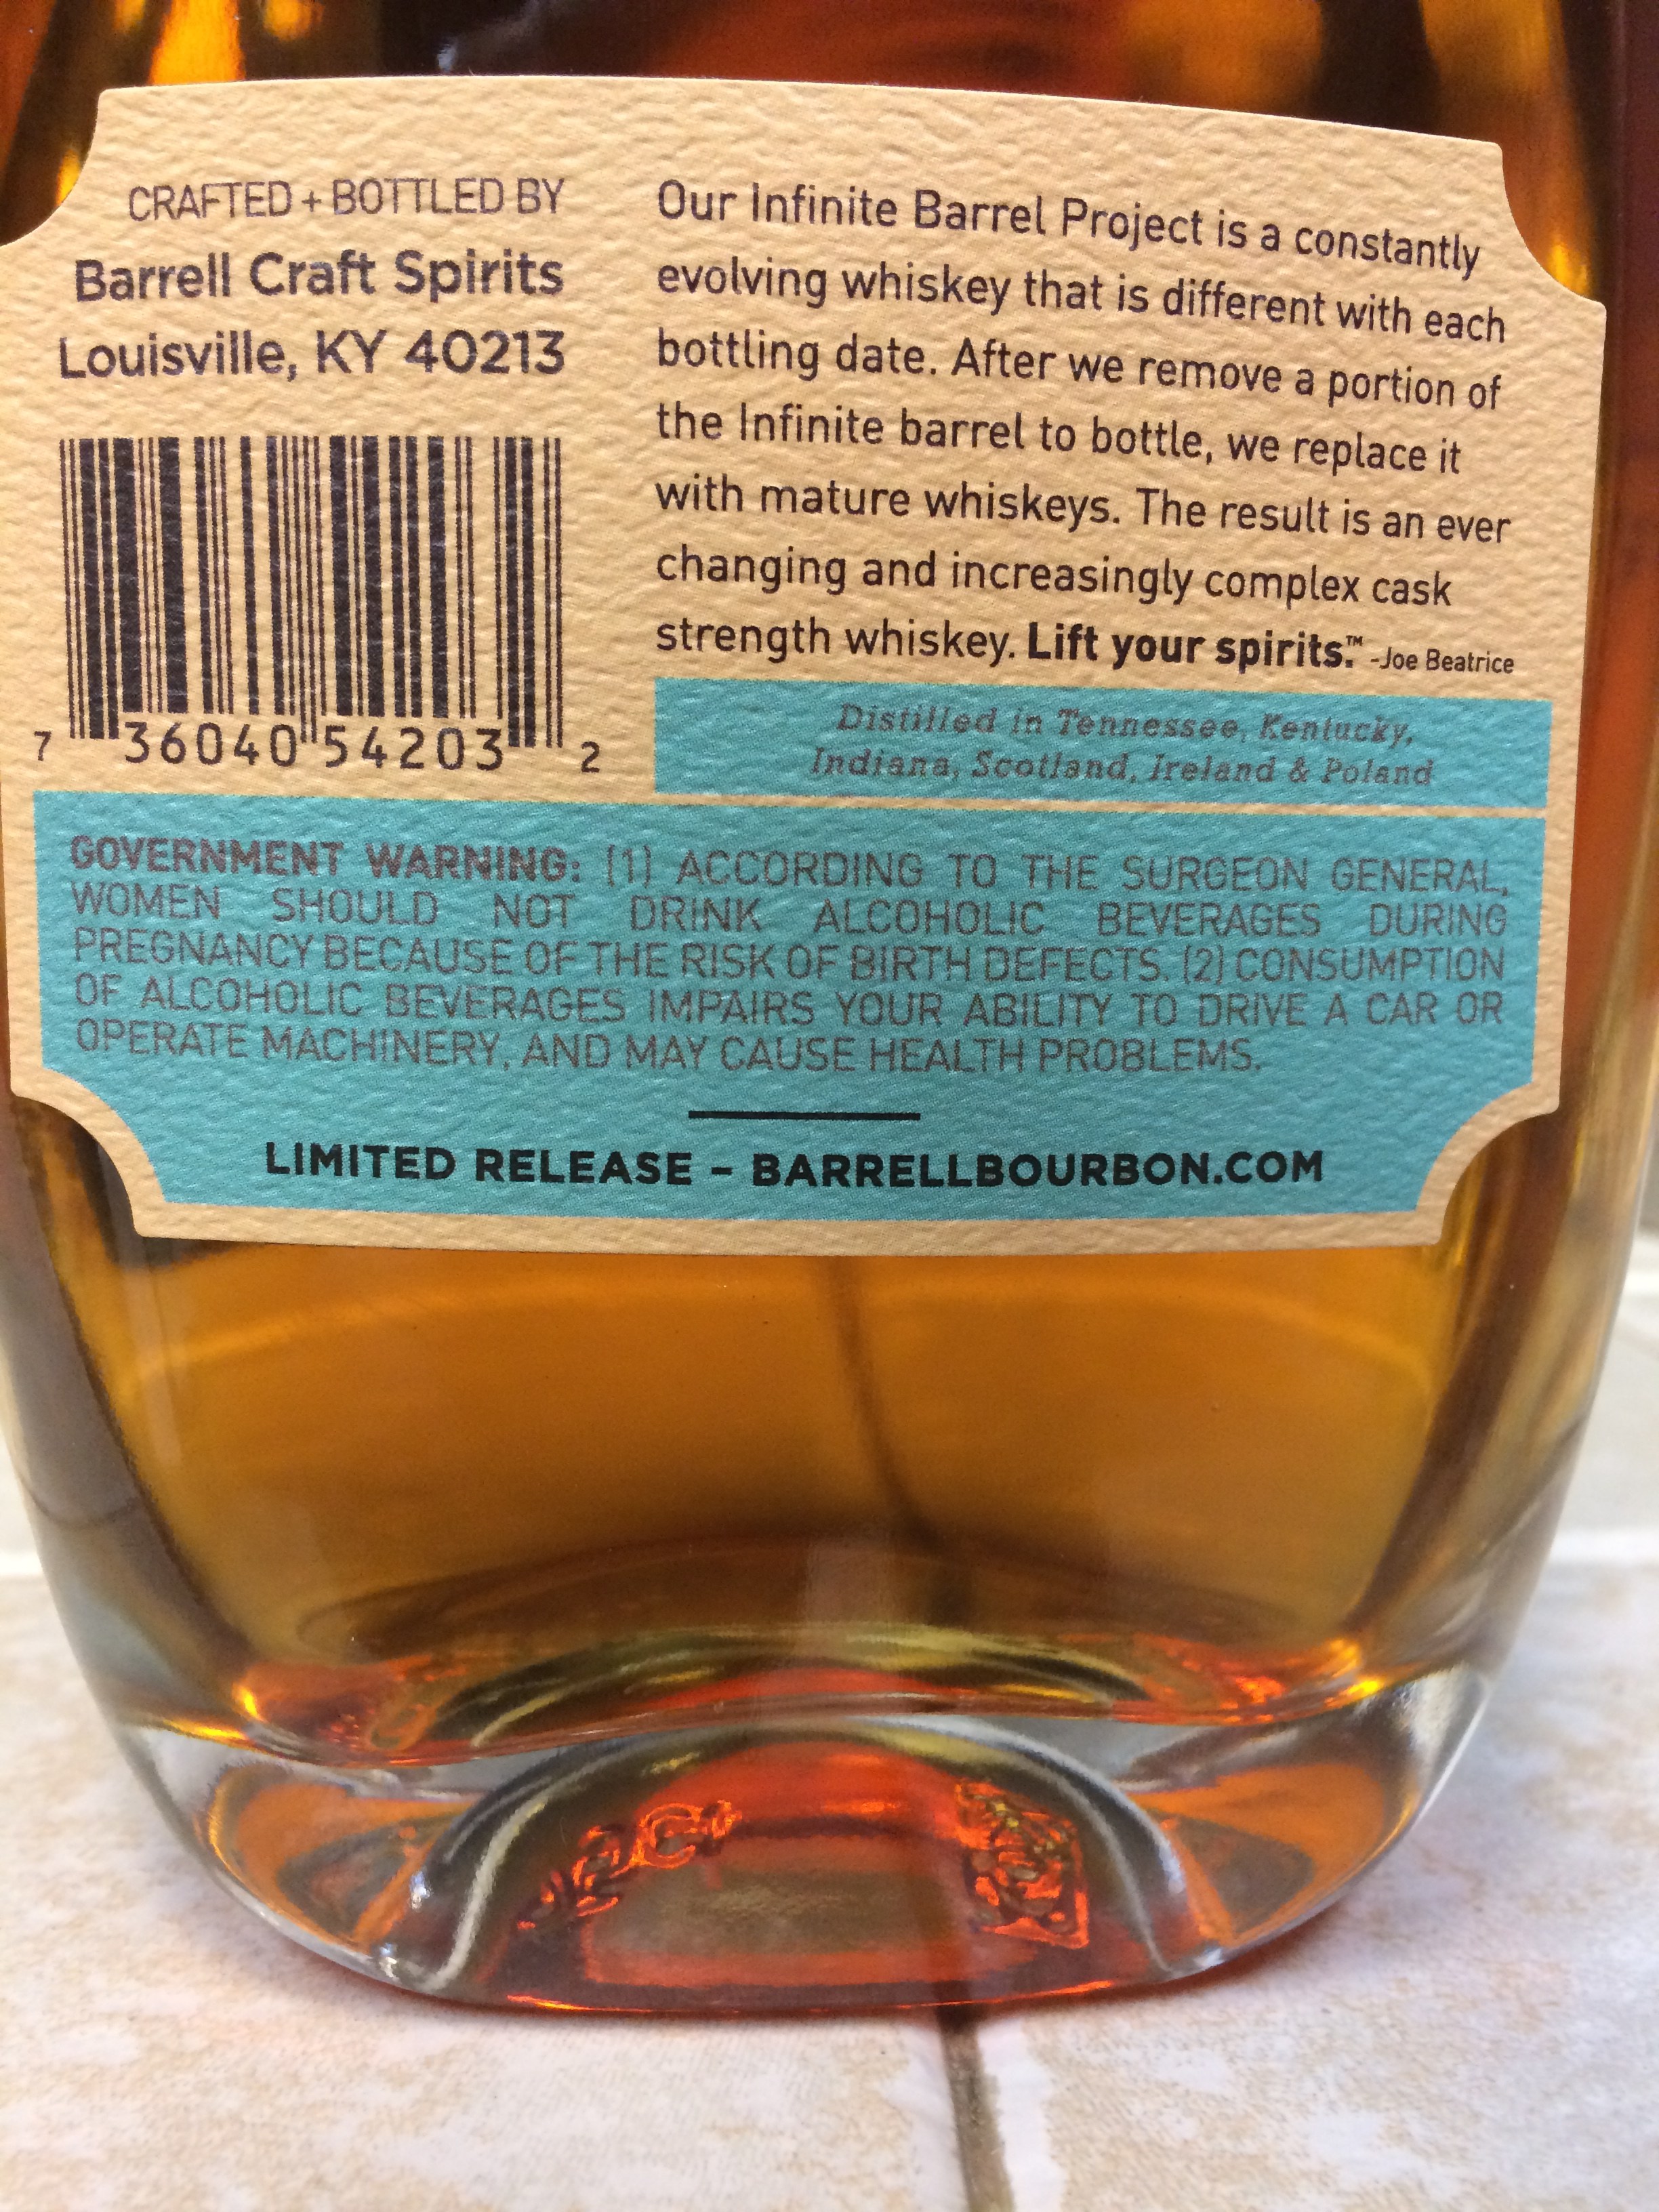 CRAFTED + BOTTLED BY
Barrell Craft Spirits
Louisville, KY 40213
7 36040 54203 2
Our Infinite Barrel Project is a constantly
evolving whiskey that is different with each
bottling date. After we remove a portion of
the Infinite barrel to bottle, we replace it
with mature whiskeys. The result is an ever
changing and increasingly complex cask
strength whiskey. Lift your spirits.™ -Joe Beatrice
Distilled in Tennessee, Kentucky,
Indiana, Scotland, Ireland & Poland
GOVERNMENT WARNING: (1) ACCORDING TO THE SURGEON GENERAL,
WOMEN SHOULD NOT DRINK ALCOHOLIC BEVERAGES DURING
PREGNANCY BECAUSE OF THE RISK OF BIRTH DEFECTS. (2) CONSUMPTION
OF ALCOHOLIC BEVERAGES IMPAIRS YOUR ABILITY TO DRIVE A CAR OR
OPERATE MACHINERY, AND MAY CAUSE HEALTH PROBLEMS.
LIMITED RELEASE – BARRELLBOURBON.COM